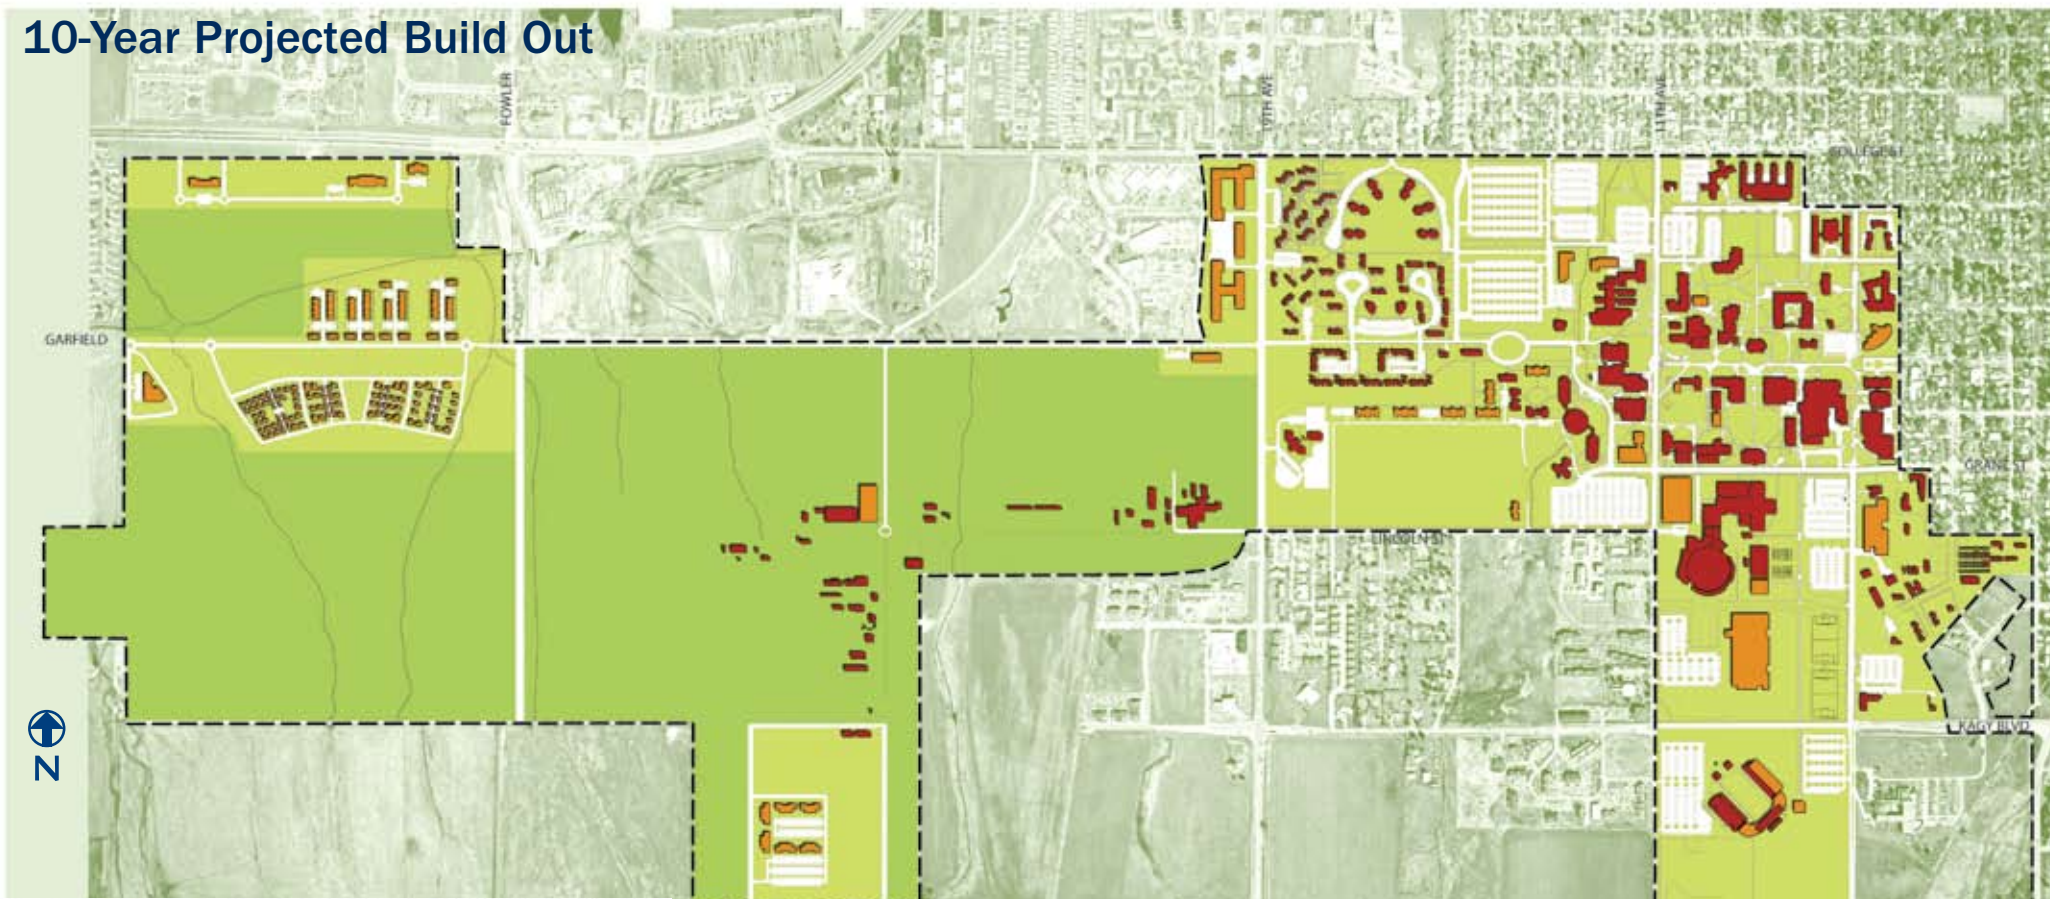 10-Year Projected Build Out
FOWLER
19TH AVE
11TH AVE
COLLEGE ST
GARFIELD
GRANT ST
LINCOLN ST
KAGY BLVD
N